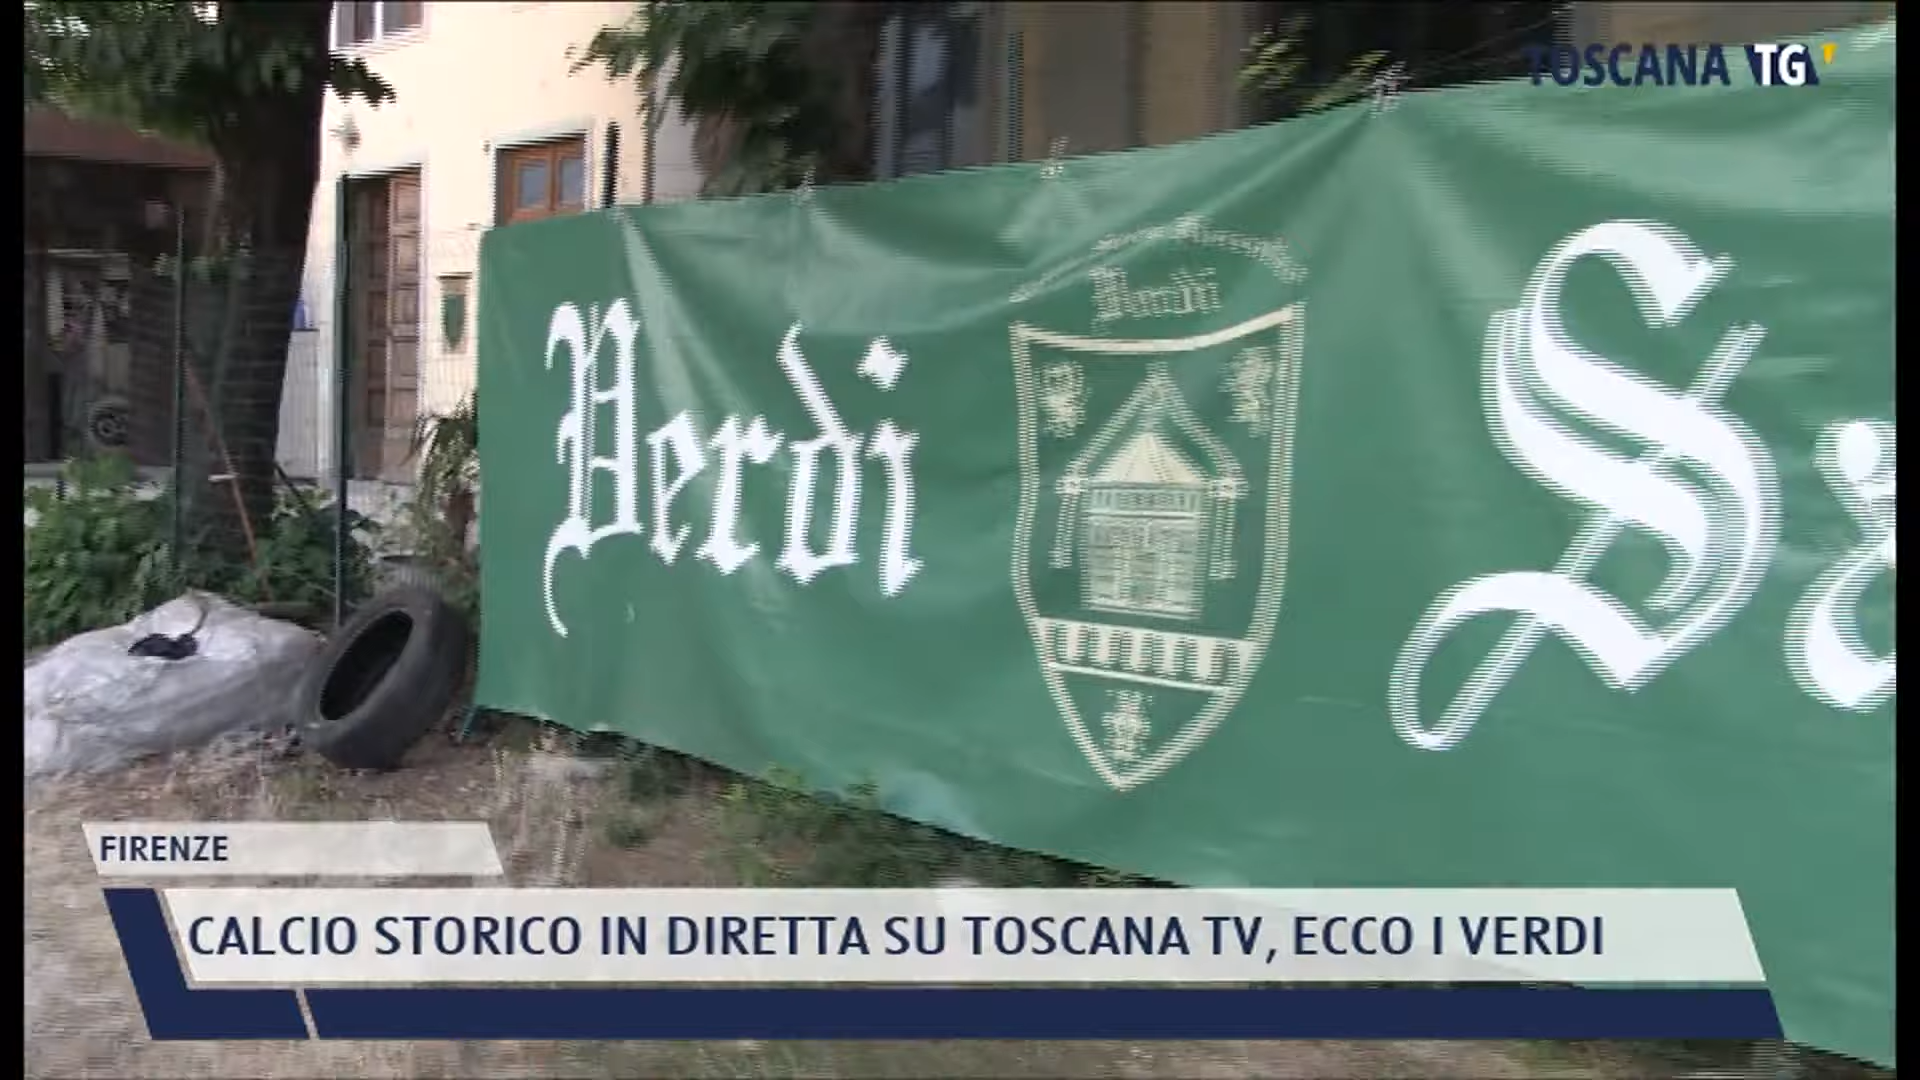 TOSCANA TG
Verdi
FIRENZE
CALCIO STORICO IN DIRETTA SU TOSCANA TV, ECCO I VERDI